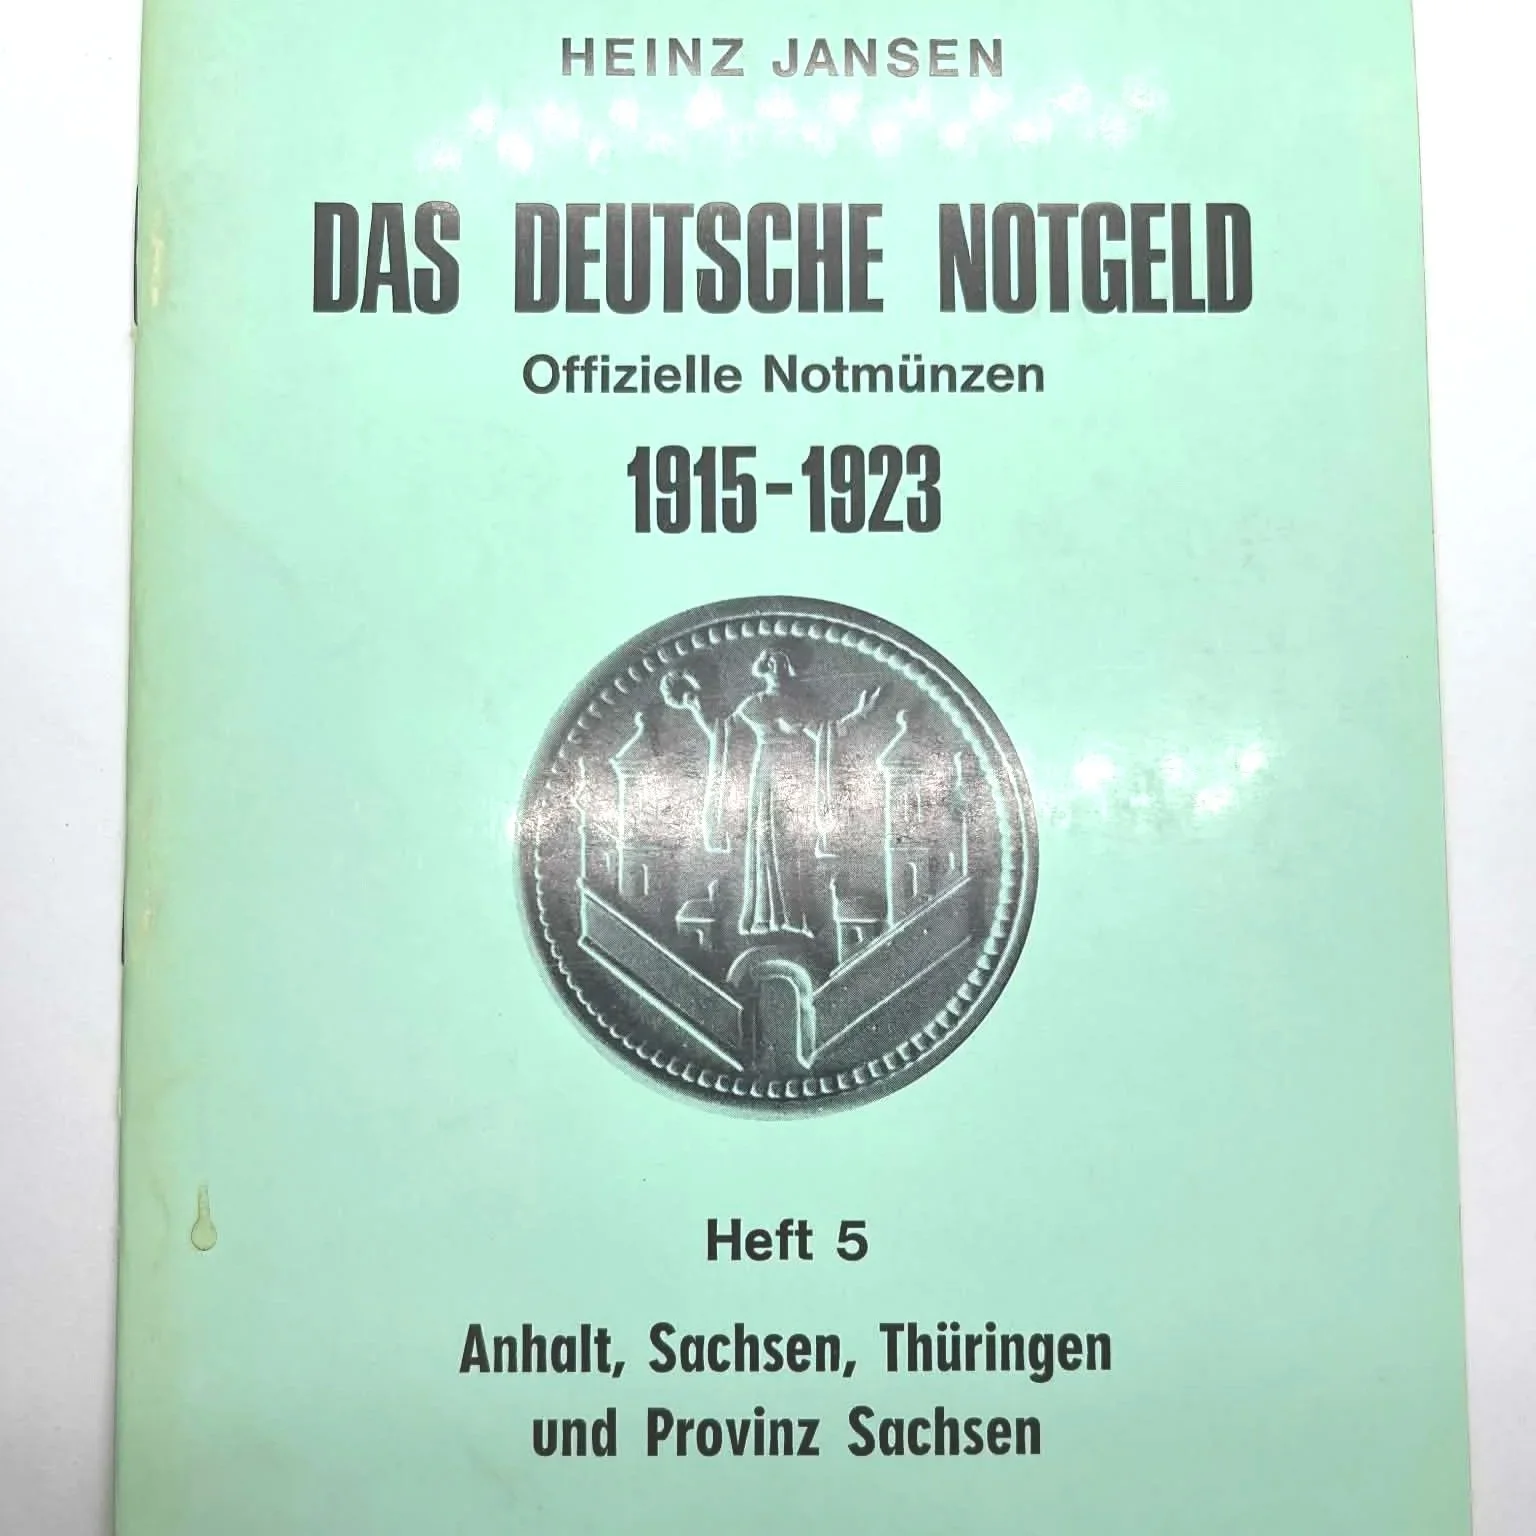 HEINZ JANSEN
DAS DEUTSCHE NOTGELD
Offizielle Notmünzen
1915-1923
Heft 5
Anhalt, Sachsen, Thüringen
und Provinz Sachsen